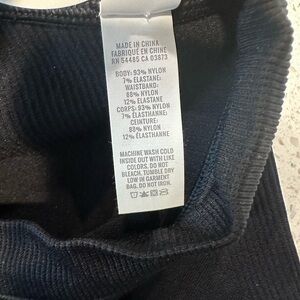 MADE IN CHINA
FABRIQUÉ EN CHINE
RN 54485 CA 03873
BODY: 93% NYLON
7% ELASTANE:
WAISTBAND:
88% NYLON
12% ELASTANE
CORPS: 93% NYLON
7% ÉLASTHANNE:
CEINTURE:
88% NYLON
12% ÉLASTHANNE
MACHINE WASH COLD
INSIDE OUT WITH LIKE
COLORS, DO NOT
BLEACH, TUMBLE DRY
LOW IN GARMENT
BAG, DO NOT IRON.